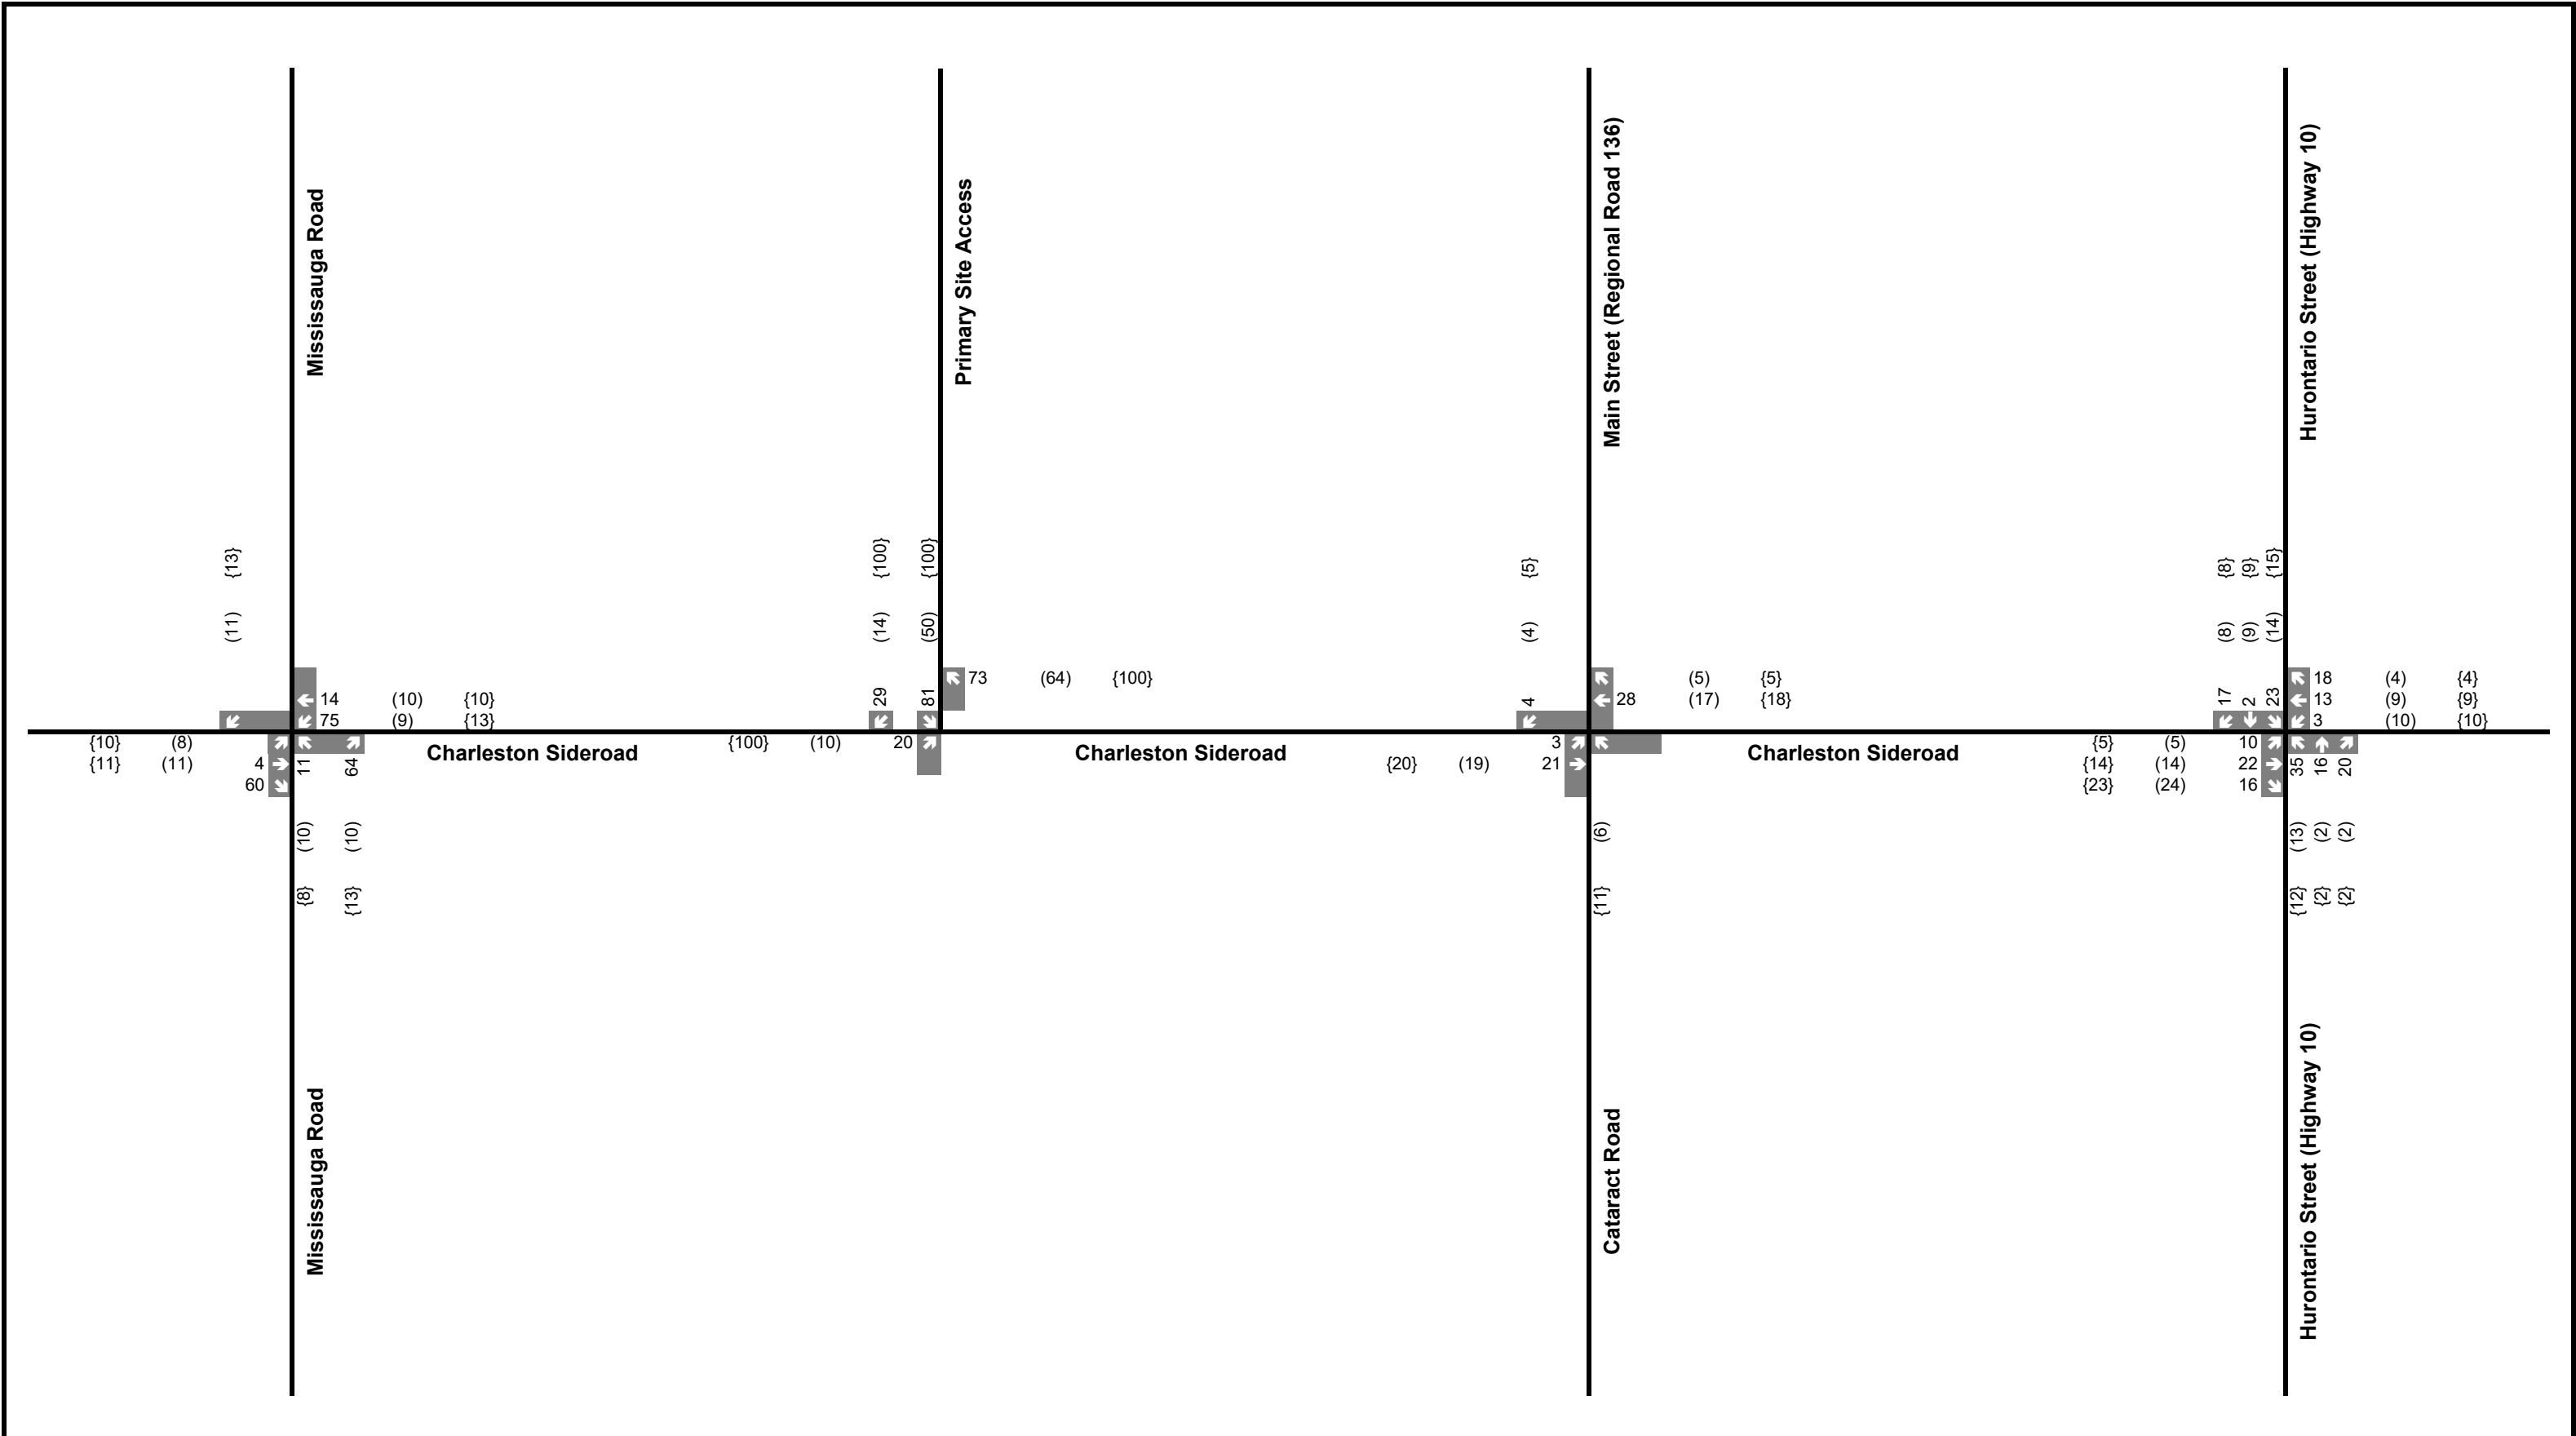 Mississauga Road
Primary Site Access
Main Street (Regional Road 136)
Hurontario Street (Highway 10)
{13}
(11)
14 (10) {10}
75 (9) {13}
{10} (8)
{11} (11) 4
60
11 64
(10) (10)
{8} {13}
Charleston Sideroad
{100} {100}
(14) (50)
29 81
73 (64) {100}
{100} (10) 20
Charleston Sideroad
{5}
(4)
4
(5) {5}
28 (17) {18}
3
{20} (19) 21
(6)
{11}
Charleston Sideroad
{8} {9} {15}
(8) (9) (14)
17 2 23
18 (4) {4}
13 (9) {9}
3 (10) {10}
{5} (5) 10
{14} (14) 22
{23} (24) 16
35 16 20
(13) (2) (2)
{12} {2} {2}
Mississauga Road
Cataract Road
Hurontario Street (Highway 10)